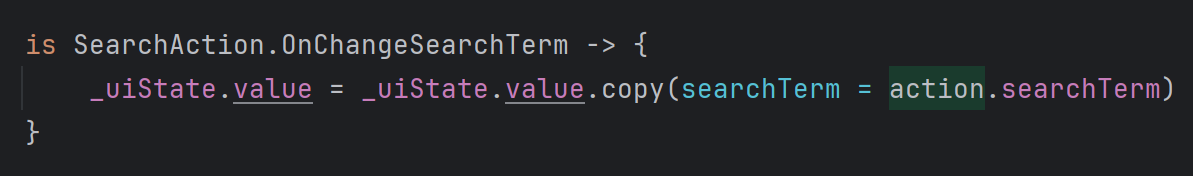 is SearchAction.OnChangeSearchTerm -> {
    _uiState.value = _uiState.value.copy(searchTerm = action.searchTerm)
}